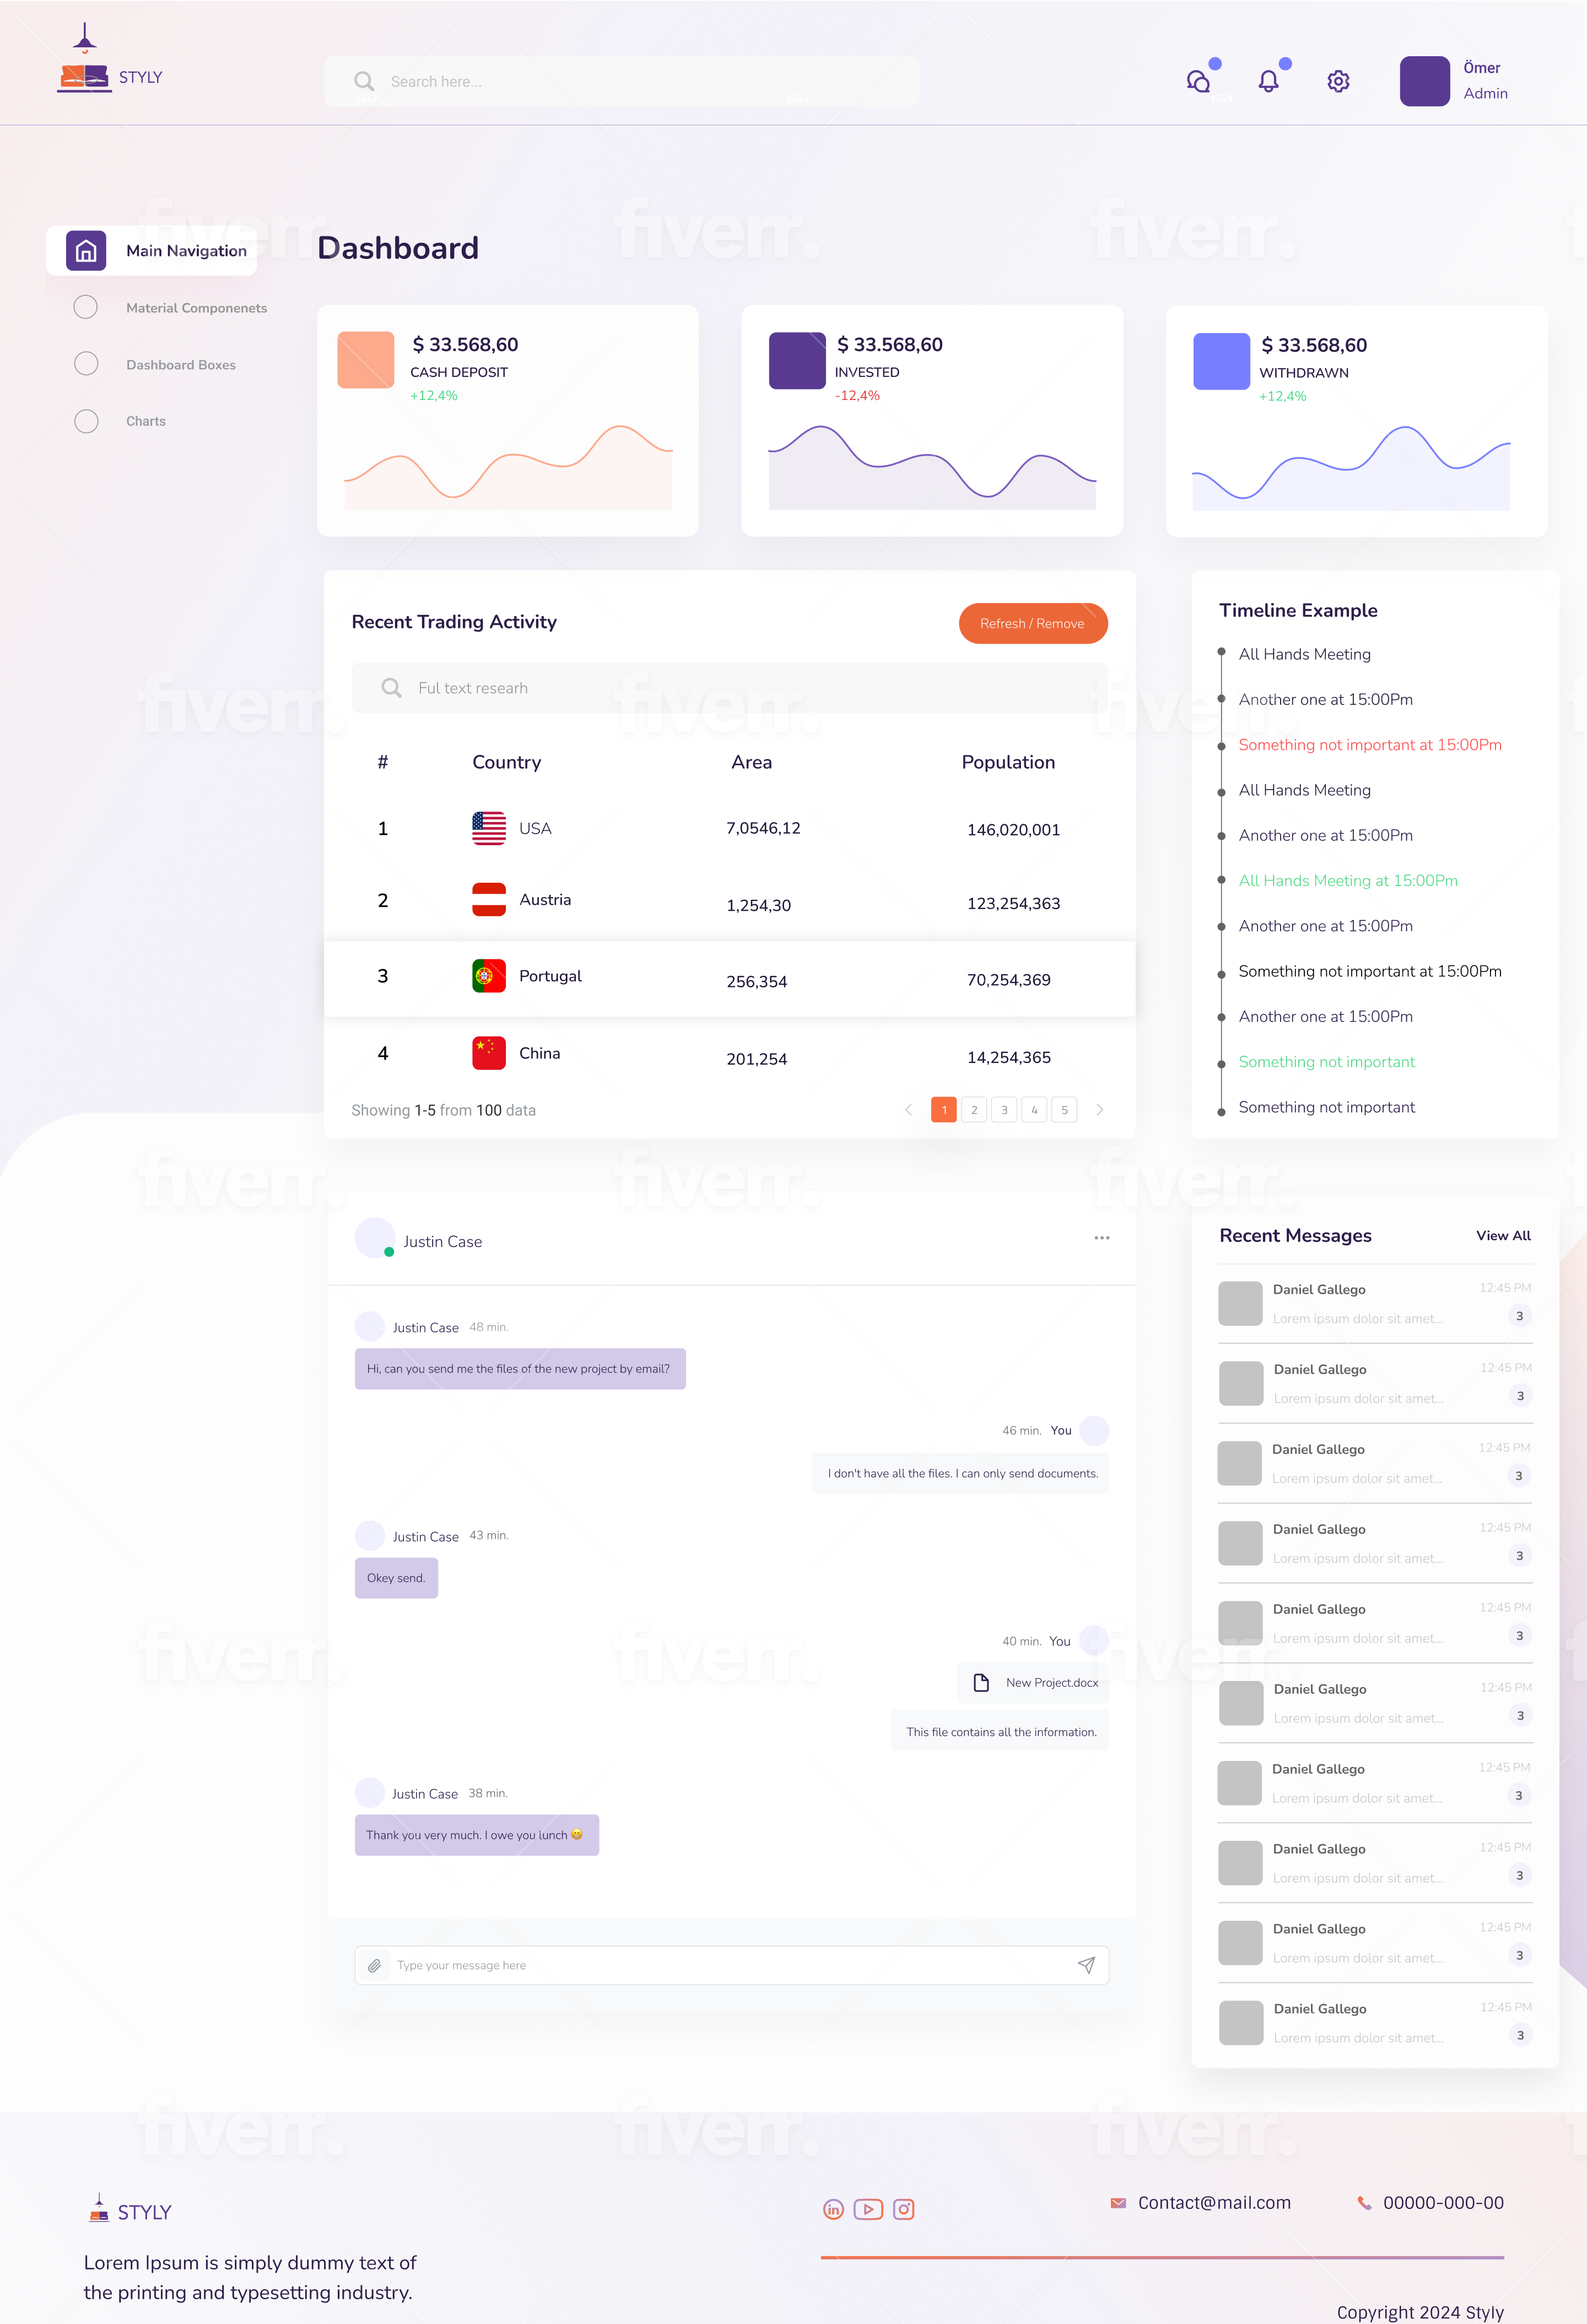 STYLY
Search here...
Ömer
Admin
fiverr.
fiverr.
fiverr.
Main Navigation
Material Componenets
Dashboard Boxes
Charts
Dashboard
$ 33.568,60
CASH DEPOSIT
+12,4%
$ 33.568,60
INVESTED
-12,4%
$ 33.568,60
WITHDRAWN
+12,4%
Recent Trading Activity
Refresh / Remove
Ful text researh
fiverr.
fiverr.
fiverr.
# Country Area Population
1 USA 7,0546,12 146,020,001
2 Austria 1,254,30 123,254,363
3 Portugal 256,354 70,254,369
4 China 201,254 14,254,365
Showing 1-5 from 100 data
1 2 3 4 5
Timeline Example
All Hands Meeting
Another one at 15:00Pm
Something not important at 15:00Pm
All Hands Meeting
Another one at 15:00Pm
All Hands Meeting at 15:00Pm
Another one at 15:00Pm
Something not important at 15:00Pm
Another one at 15:00Pm
Something not important
Something not important
fiverr.
fiverr.
fiverr.
Justin Case
Justin Case 48 min.
Hi, can you send me the files of the new project by email?
46 min. You
I don't have all the files. I can only send documents.
Justin Case 43 min.
Okey send.
40 min. You
New Project.docx
This file contains all the information.
Justin Case 38 min.
Thank you very much. I owe you lunch 😁
Type your message here
fiverr.
fiverr.
fiverr.
Recent Messages View All
Daniel Gallego 12:45 PM
Lorem ipsum dolor sit amet... 3
Daniel Gallego 12:45 PM
Lorem ipsum dolor sit amet... 3
Daniel Gallego 12:45 PM
Lorem ipsum dolor sit amet... 3
Daniel Gallego 12:45 PM
Lorem ipsum dolor sit amet... 3
Daniel Gallego 12:45 PM
Lorem ipsum dolor sit amet... 3
Daniel Gallego 12:45 PM
Lorem ipsum dolor sit amet... 3
Daniel Gallego 12:45 PM
Lorem ipsum dolor sit amet... 3
Daniel Gallego 12:45 PM
Lorem ipsum dolor sit amet... 3
Daniel Gallego 12:45 PM
Lorem ipsum dolor sit amet... 3
Daniel Gallego 12:45 PM
Lorem ipsum dolor sit amet... 3
fiverr.
fiverr.
fiverr.
STYLY
Lorem Ipsum is simply dummy text of
the printing and typesetting industry.
in
Contact@mail.com
00000-000-00
Copyright 2024 Styly